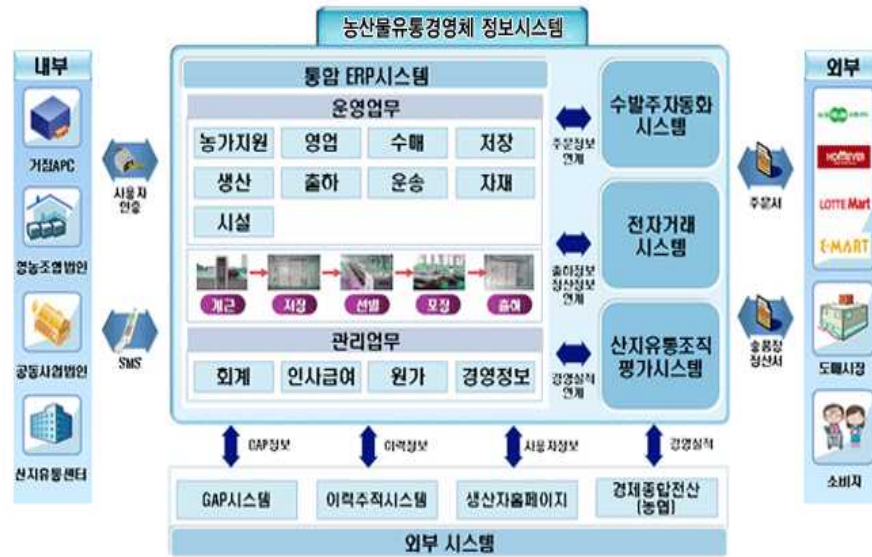 농산물유통경영체 정보시스템
내부
거점APC
영농조합법인
공동사업법인
산지유통센터
사용자
인증
SMS
통합 ERP시스템
운영업무
농가지원 영업 수매 저장
생산 출하 운송 자재
시설
계근 저장 선별 포장 출하
관리업무
회계 인사급여 원가 경영정보
주문정보
연계
출하정보
정산정보
연계
경영실적
연계
수발주자동화
시스템
전자거래
시스템
산지유통조직
평가시스템
주문서
송품장
정산서
외부
LOTTE Mart
E-MART
도매시장
소비자
GAP정보 이력정보 사용자정보 경영실적
GAP시스템 이력추적시스템 생산자홈페이지 경제종합전산
(농협)
외부 시스템